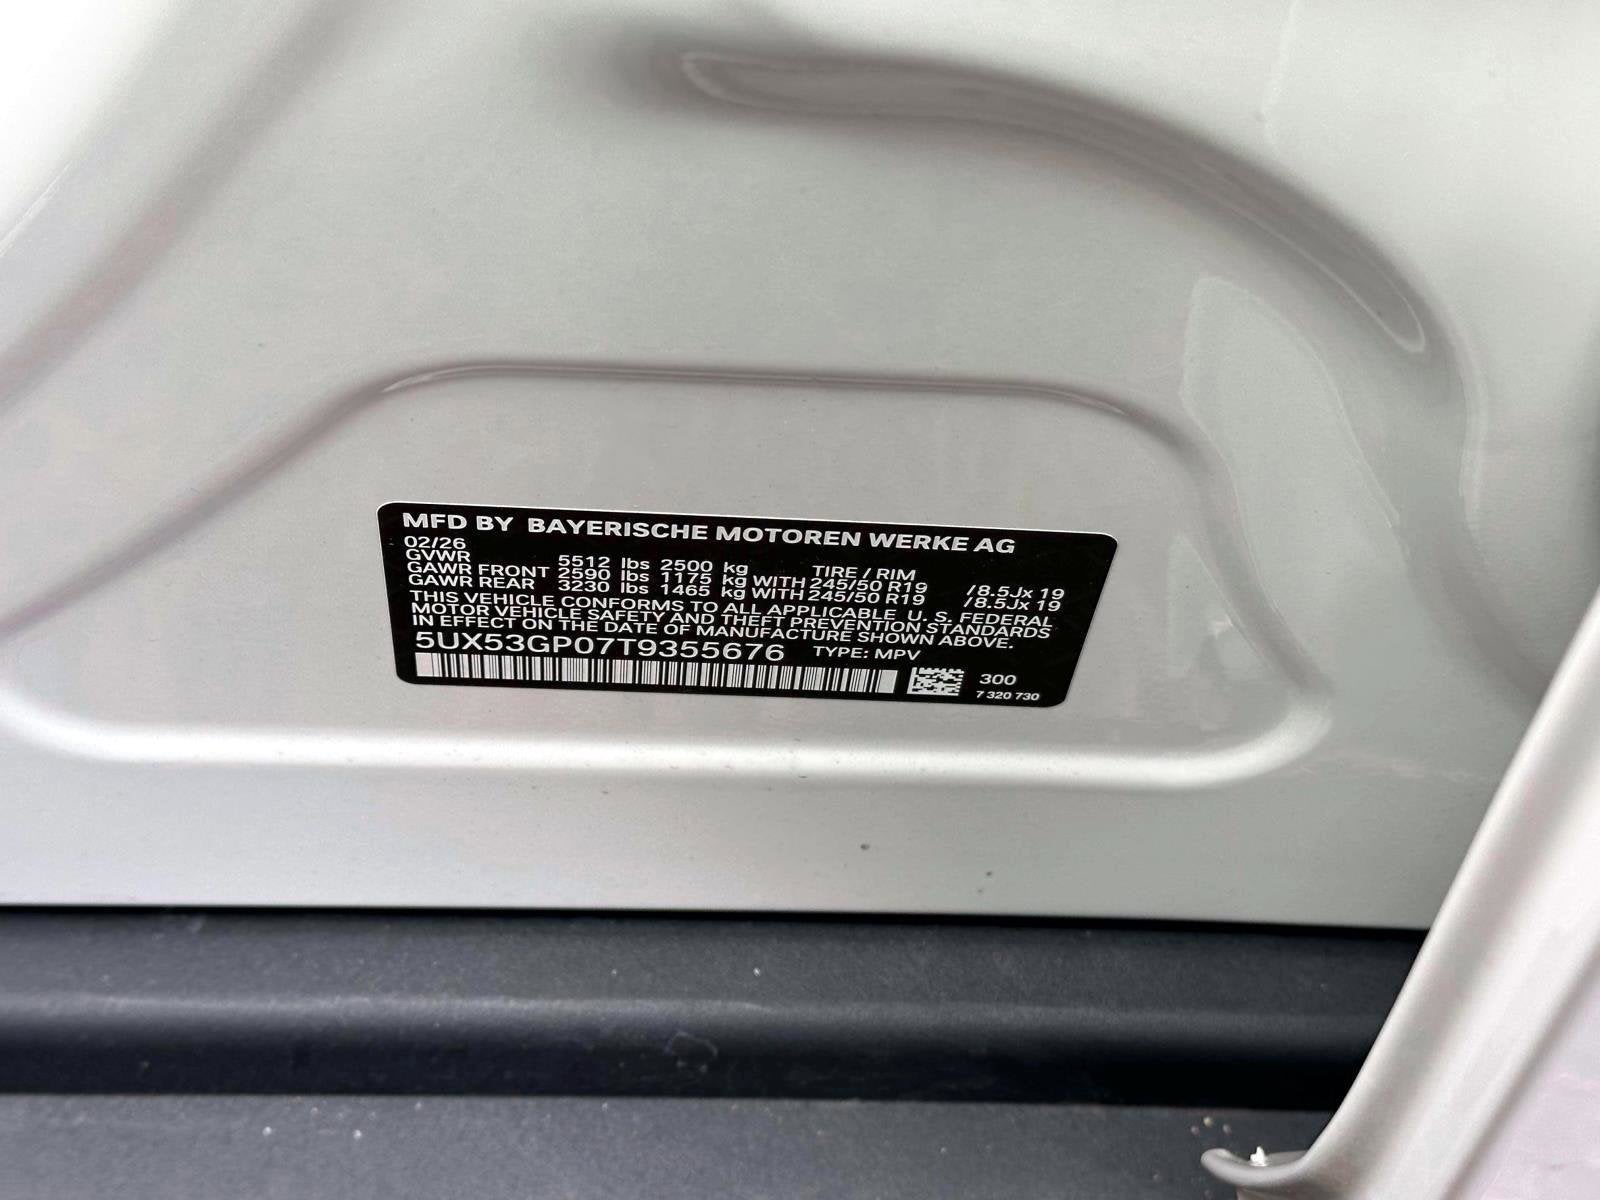 MFD BY BAYERISCHE MOTOREN WERKE AG
02/26
GVWR 5512 lbs 2500 kg TIRE / RIM
GAWR FRONT 2590 lbs 1175 kg WITH 245/50 R19 /8.5Jx 19
GAWR REAR 3230 lbs 1465 kg WITH 245/50 R19 /8.5Jx 19
THIS VEHICLE CONFORMS TO ALL APPLICABLE U. S. FEDERAL
MOTOR VEHICLE SAFETY AND THEFT PREVENTION STANDARDS
IN EFFECT ON THE DATE OF MANUFACTURE SHOWN ABOVE.
5UX53GP07T9355676 TYPE: MPV
300
7 320 730